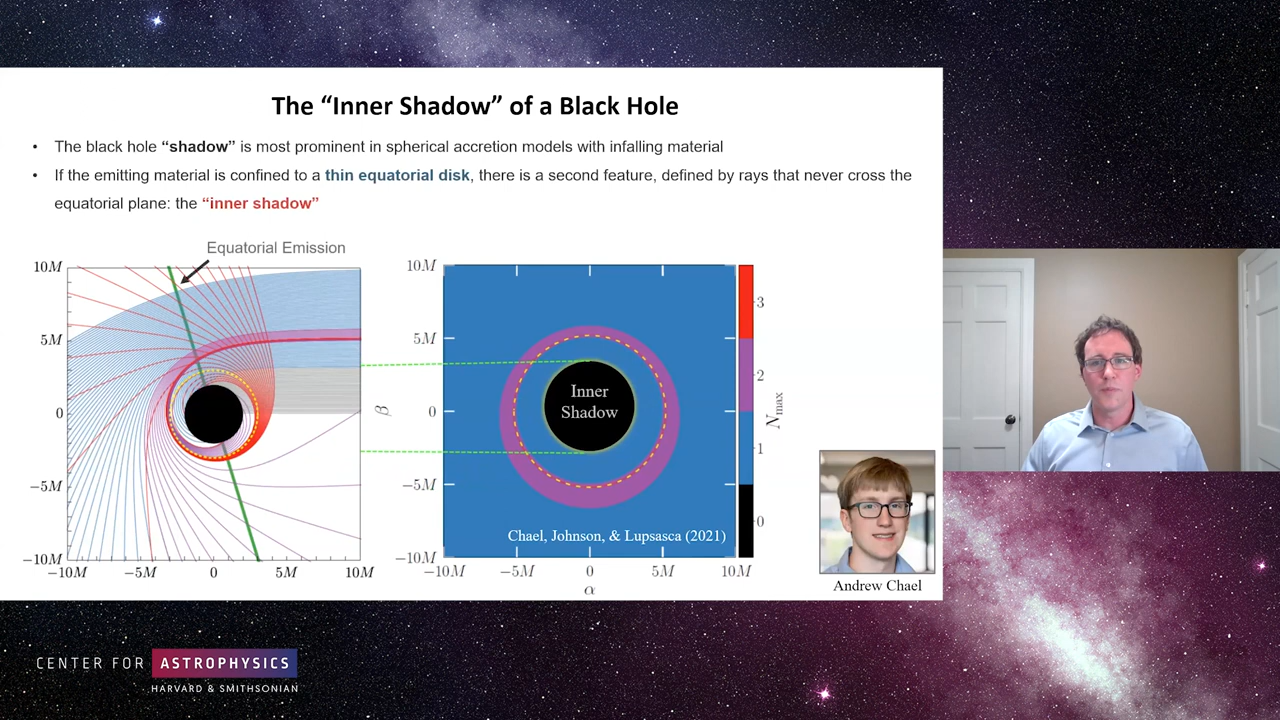 The “Inner Shadow” of a Black Hole
• The black hole “shadow” is most prominent in spherical accretion models with infalling material
• If the emitting material is confined to a thin equatorial disk, there is a second feature, defined by rays that never cross the
equatorial plane: the “inner shadow”
Equatorial Emission
10M
5M
0
−5M
−10M
−10M −5M 0 5M 10M
10M
5M
β 0
−5M
−10M
Inner
Shadow
Chael, Johnson, & Lupsasca (2021)
−10M −5M 0 5M 10M
α
3
2
1
0
Nmax
Andrew Chael
CENTER FOR ASTROPHYSICS
HARVARD & SMITHSONIAN